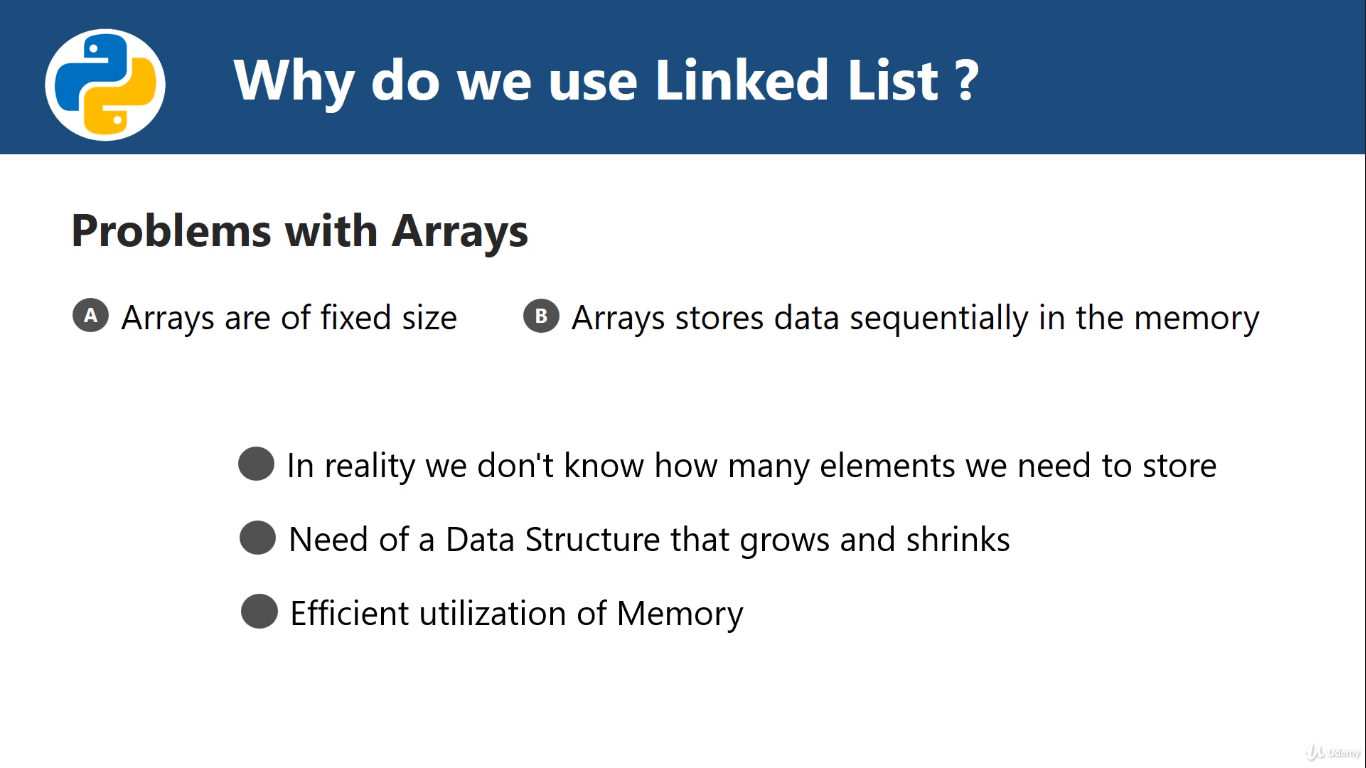 Why do we use Linked List ?
Problems with Arrays
A Arrays are of fixed size
B Arrays stores data sequentially in the memory
In reality we don't know how many elements we need to store
Need of a Data Structure that grows and shrinks
Efficient utilization of Memory
Udemy